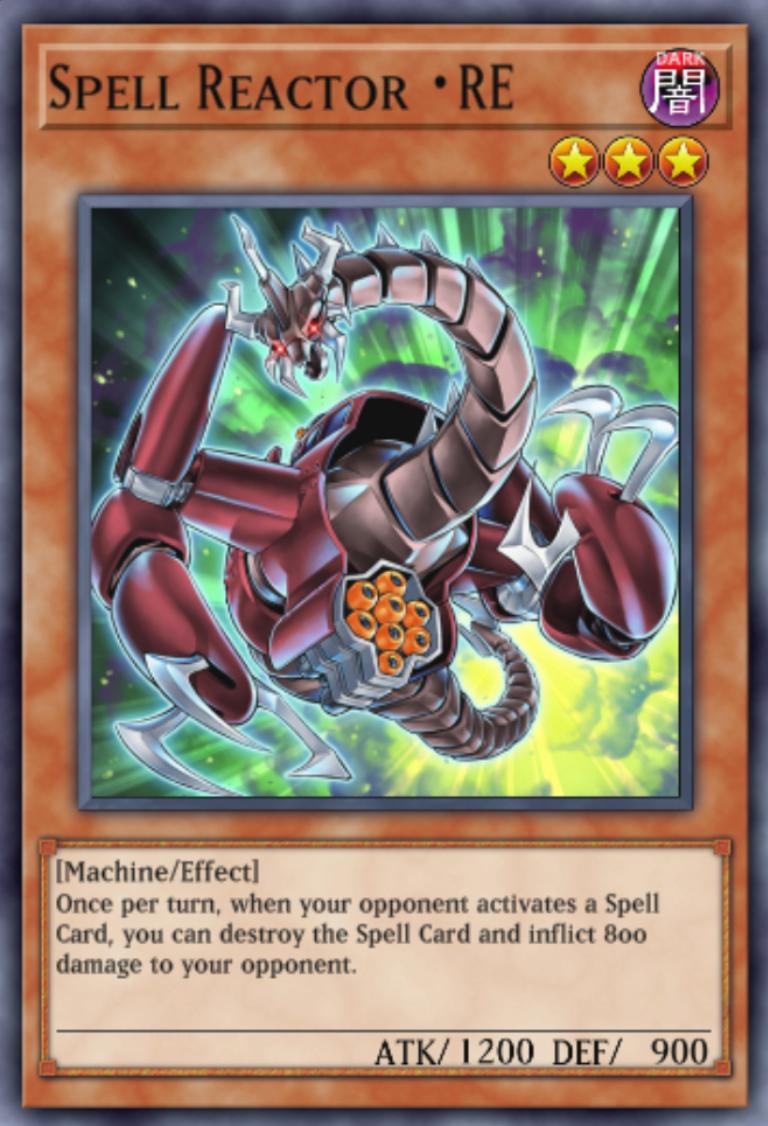 Spell Reactor ・RE
DARK
闇
[Machine/Effect]
Once per turn, when your opponent activates a Spell
Card, you can destroy the Spell Card and inflict 800
damage to your opponent.
ATK/ 1200 DEF/ 900